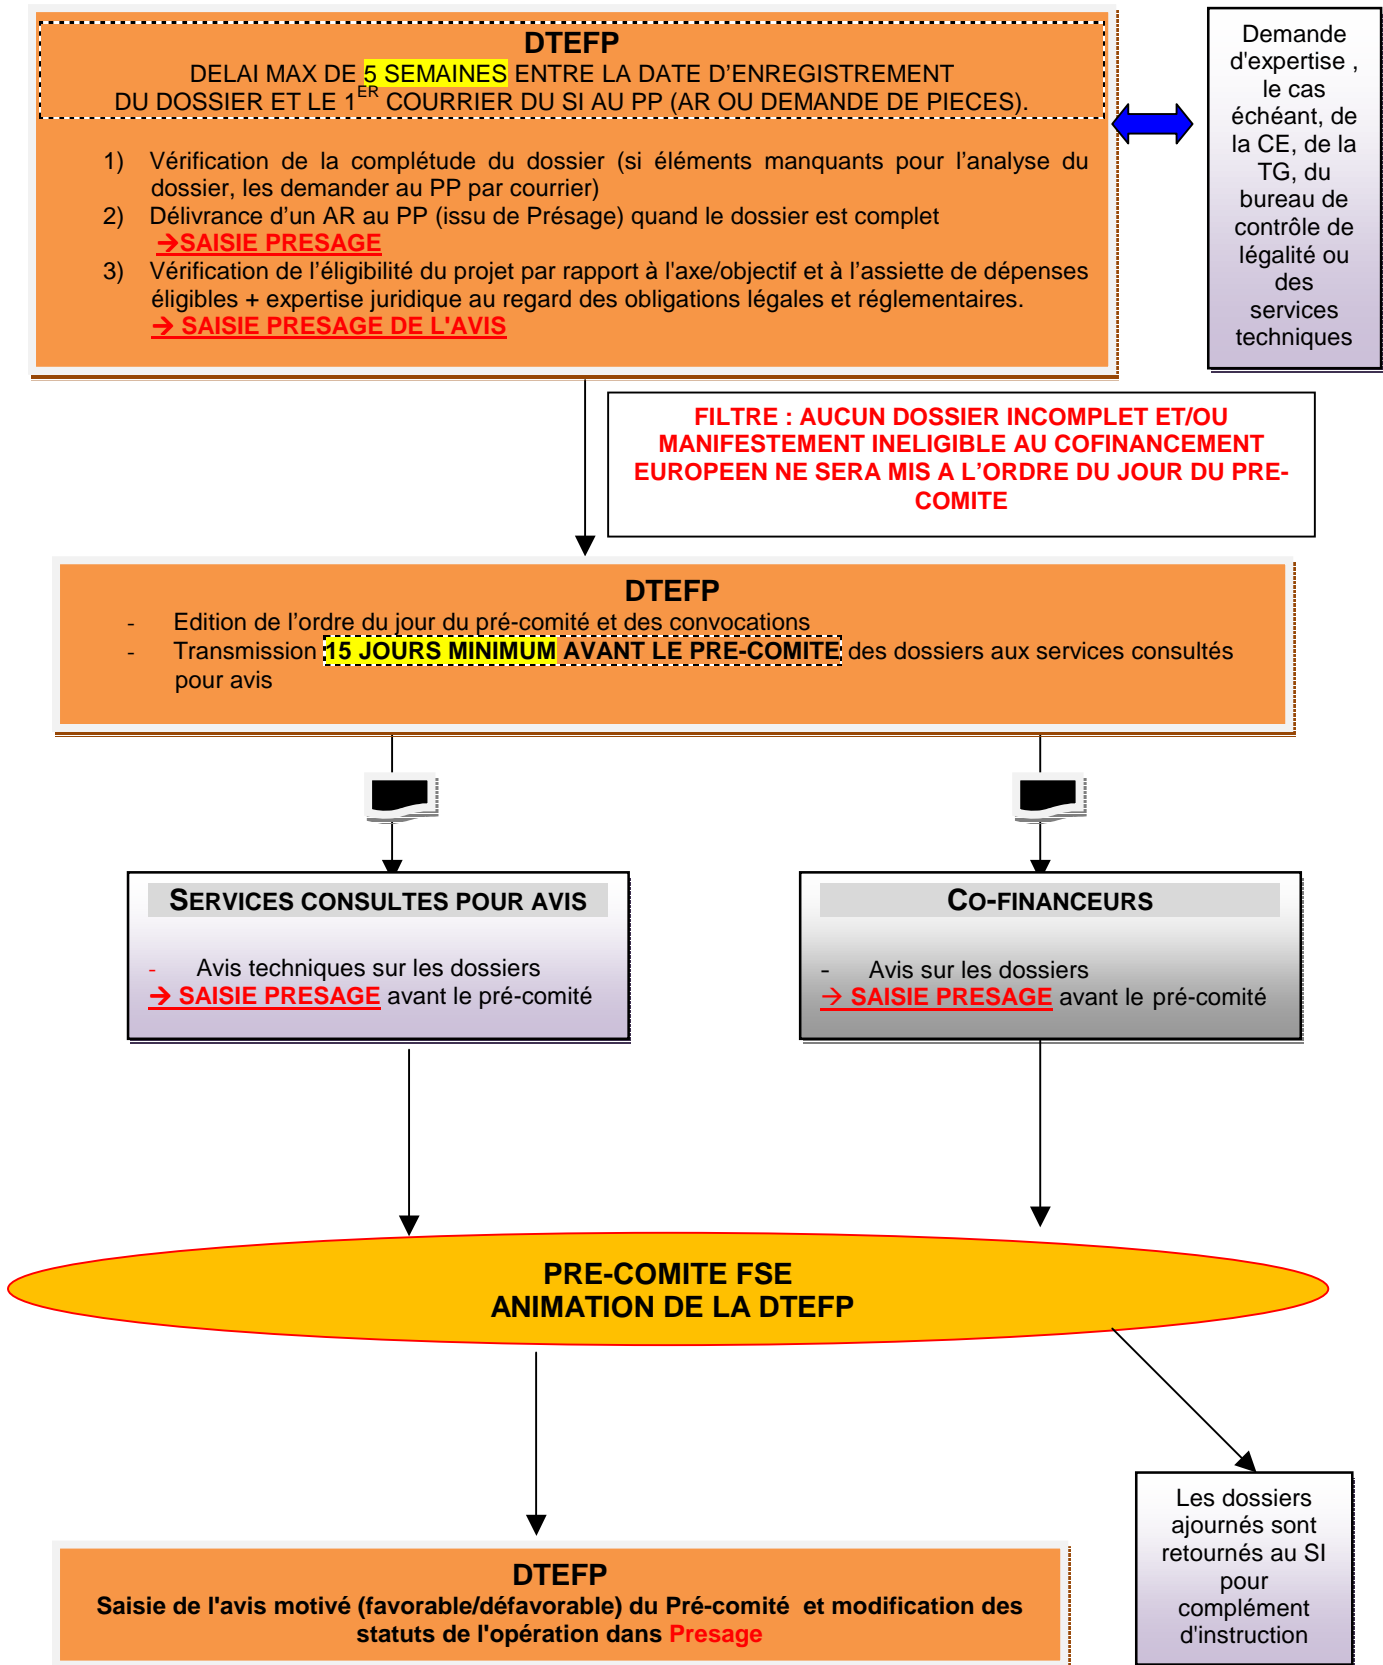 DTEFP
DELAI MAX DE 5 SEMAINES ENTRE LA DATE D'ENREGISTREMENT
DU DOSSIER ET LE 1ER COURRIER DU SI AU PP (AR OU DEMANDE DE PIECES).
1) Vérification de la complétude du dossier (si éléments manquants pour l'analyse du
dossier, les demander au PP par courrier)
2) Délivrance d'un AR au PP (issu de Présage) quand le dossier est complet
→SAISIE PRESAGE
3) Vérification de l'éligibilité du projet par rapport à l'axe/objectif et à l'assiette de dépenses
éligibles + expertise juridique au regard des obligations légales et réglementaires.
→ SAISIE PRESAGE DE L'AVIS
Demande
d'expertise ,
le cas
échéant, de
la CE, de la
TG, du
bureau de
contrôle de
légalité ou
des
services
techniques
FILTRE : AUCUN DOSSIER INCOMPLET ET/OU
MANIFESTEMENT INELIGIBLE AU COFINANCEMENT
EUROPEEN NE SERA MIS A L'ORDRE DU JOUR DU PRE-
COMITE
DTEFP
- Edition de l'ordre du jour du pré-comité et des convocations
- Transmission 15 JOURS MINIMUM AVANT LE PRE-COMITE des dossiers aux services consultés
pour avis
SERVICES CONSULTES POUR AVIS
- Avis techniques sur les dossiers
→ SAISIE PRESAGE avant le pré-comité
CO-FINANCEURS
- Avis sur les dossiers
→ SAISIE PRESAGE avant le pré-comité
PRE-COMITE FSE
ANIMATION DE LA DTEFP
DTEFP
Saisie de l'avis motivé (favorable/défavorable) du Pré-comité et modification des
statuts de l'opération dans Presage
Les dossiers
ajournés sont
retournés au SI
pour
complément
d'instruction